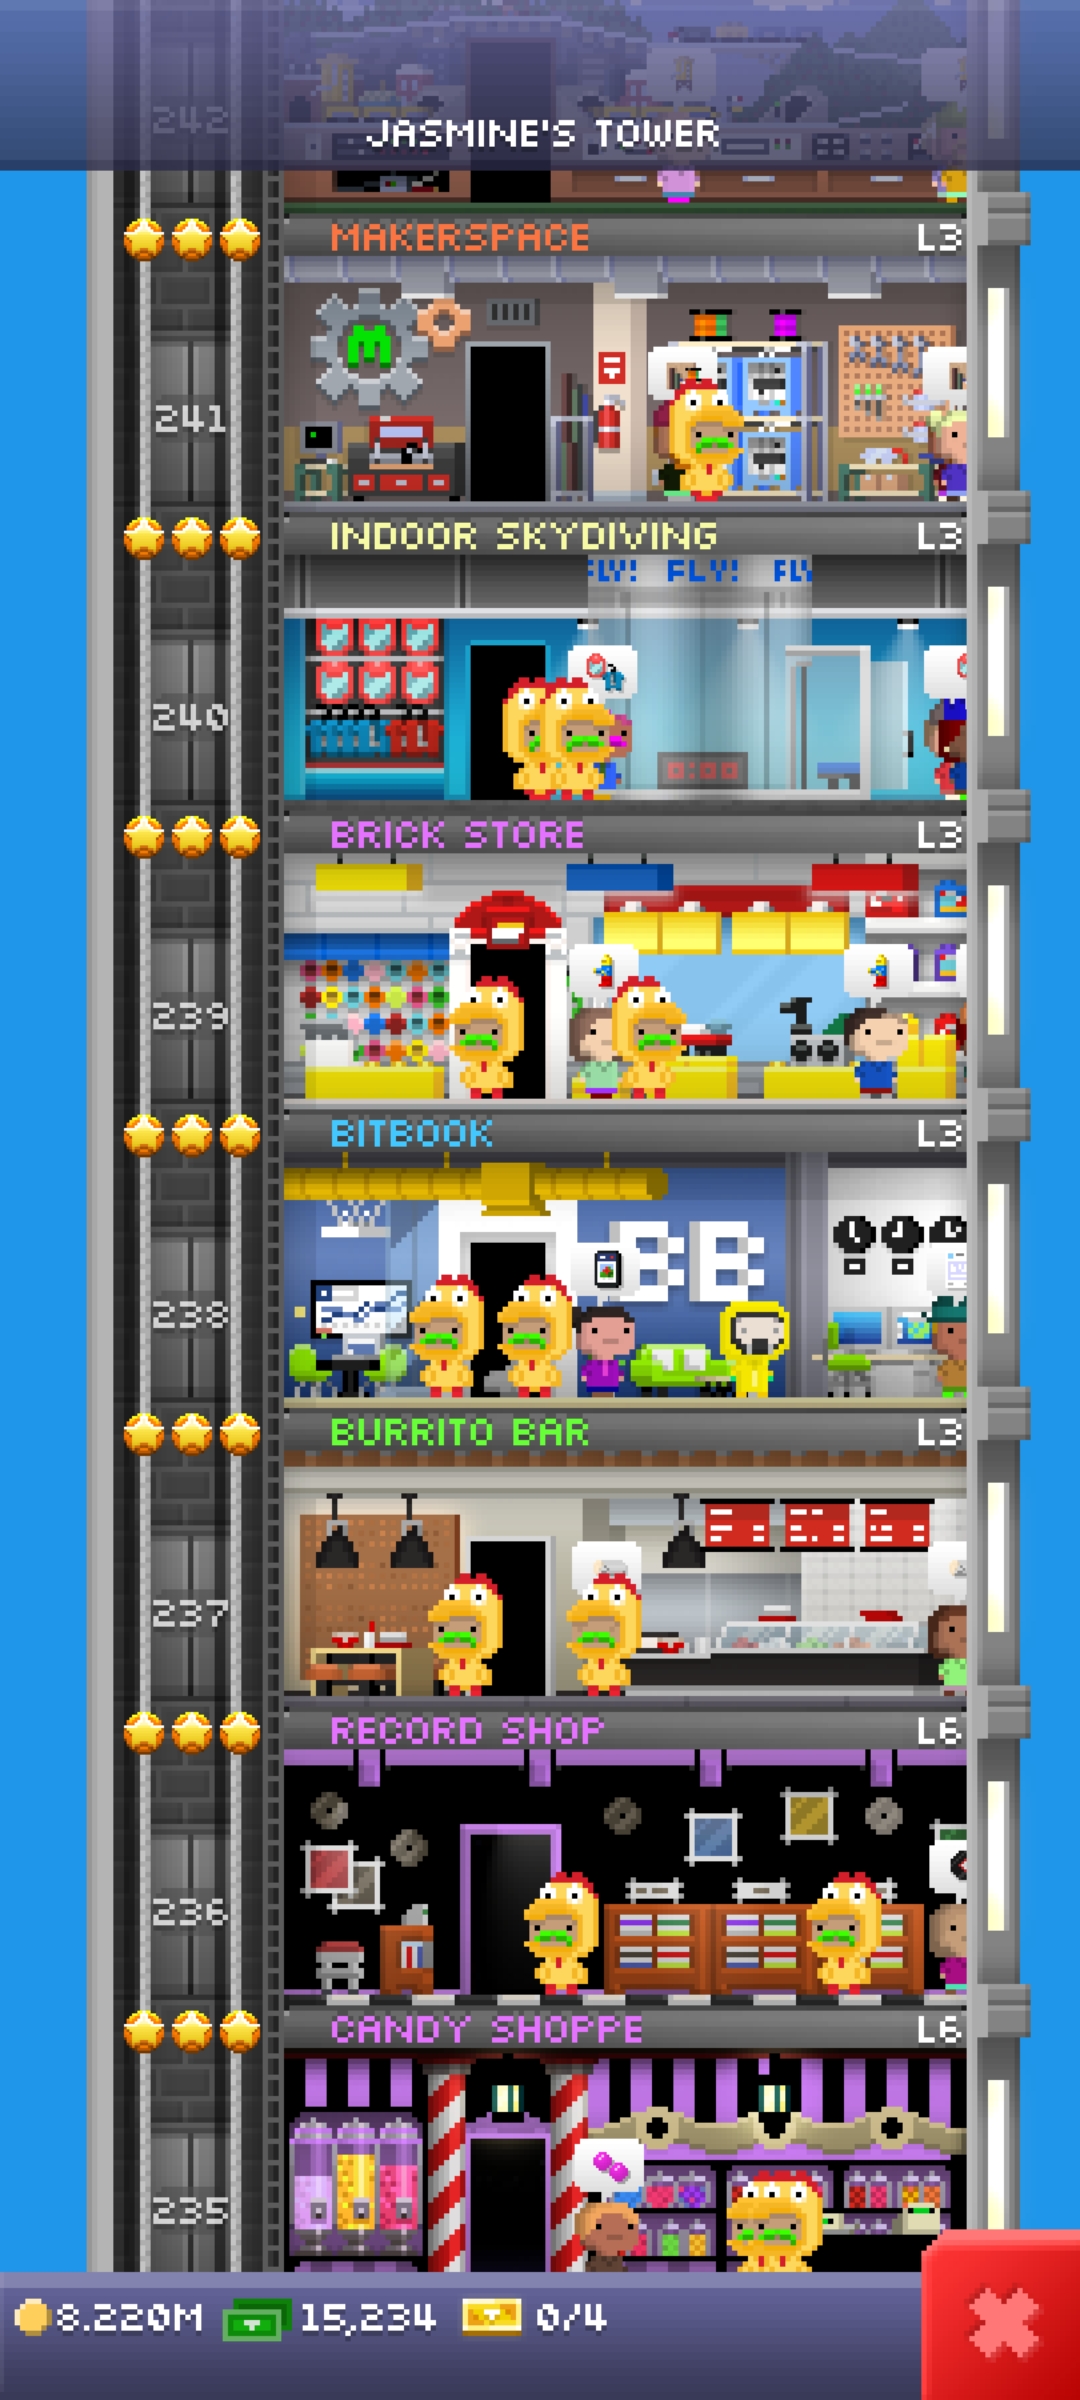 242
JASMINE'S TOWER
MAKERSPACE L3
M
241
INDOOR SKYDIVING L3
FLY! FLY! FLY
240
0:00
BRICK STORE L3
239
BITBOOK L3
BB
238
BURRITO BAR L3
237
RECORD SHOP L6
236
CANDY SHOPPE L6
235
8.220M 15,234 0/4